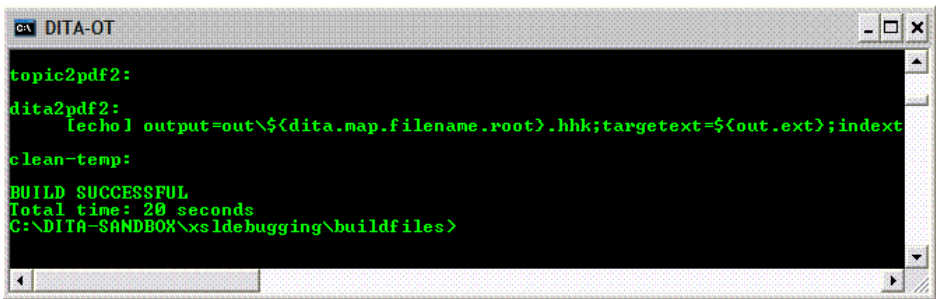 C:\ DITA-OT
topic2pdf2:
dita2pdf2:
[echo] output=out\${dita.map.filename.root}.hhk;targetext=${out.ext};indext
clean-temp:
BUILD SUCCESSFUL
Total time: 20 seconds
C:\DITA-SANDBOX\xsldebugging\buildfiles>